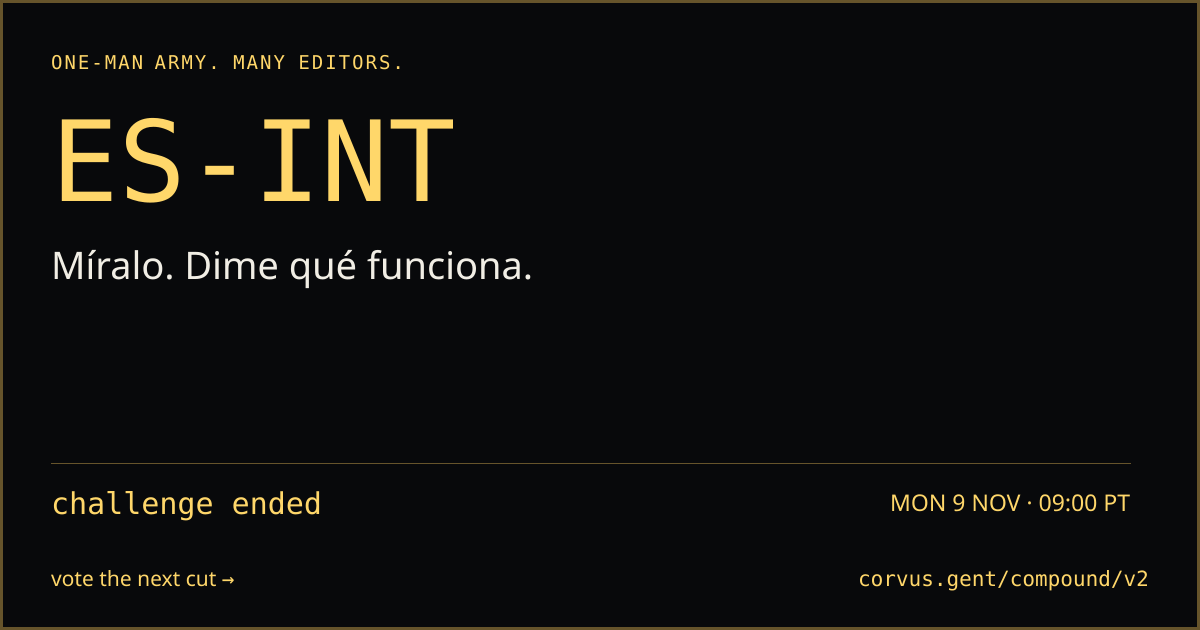 ONE-MAN ARMY. MANY EDITORS.
ES-INT
Míralo. Dime qué funciona.
challenge ended
MON 9 NOV · 09:00 PT
vote the next cut →
corvus.gent/compound/v2